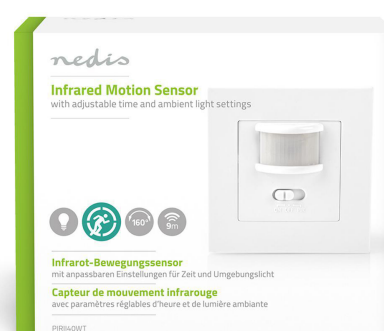 nedis
Infrared Motion Sensor
with adjustable time and ambient light settings
160°
9m
Infrarot-Bewegungssensor
mit anpassbaren Einstellungen für Zeit und Umgebungslicht
Capteur de mouvement infrarouge
avec paramètres réglables d'heure et de lumière ambiante
PIRII40WT